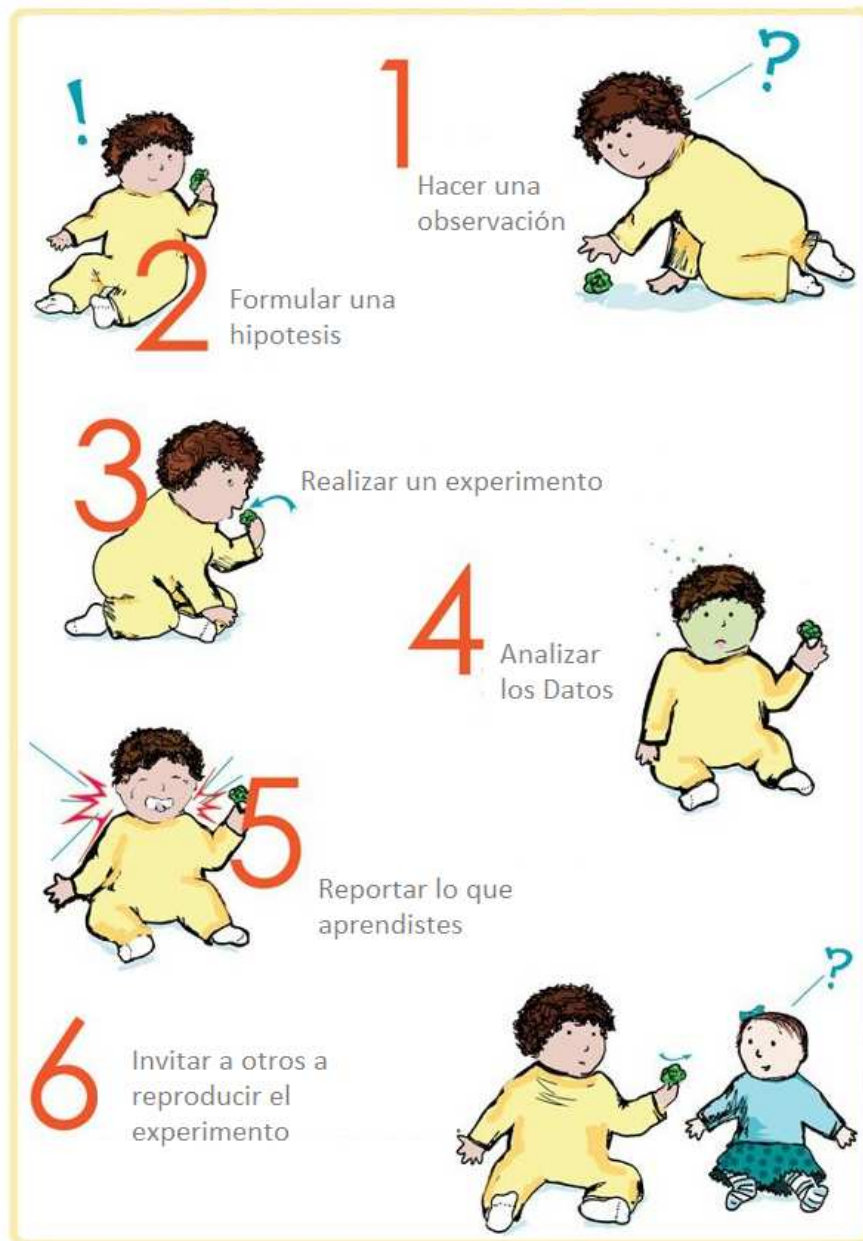 ?
1
Hacer una
observación
!
2
Formular una
hipotesis
3
Realizar un experimento
4
Analizar
los Datos
5
Reportar lo que
aprendistes
6
Invitar a otros a
reproducir el
experimento
?